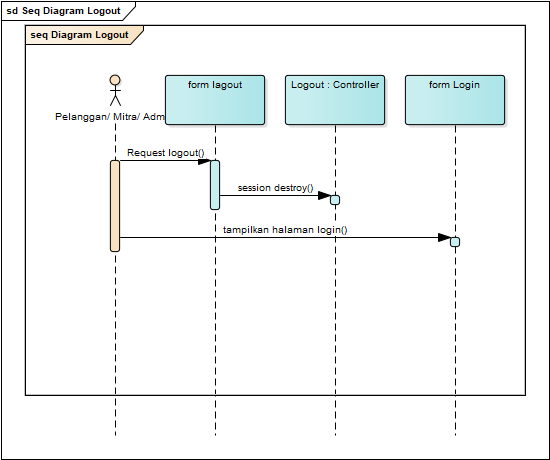 sd Seq Diagram Logout
seq Diagram Logout
Pelanggan/ Mitra/ Adm
form lagout
Logout : Controller
form Login
Request logout()
session destroy()
tampilkan halaman login()